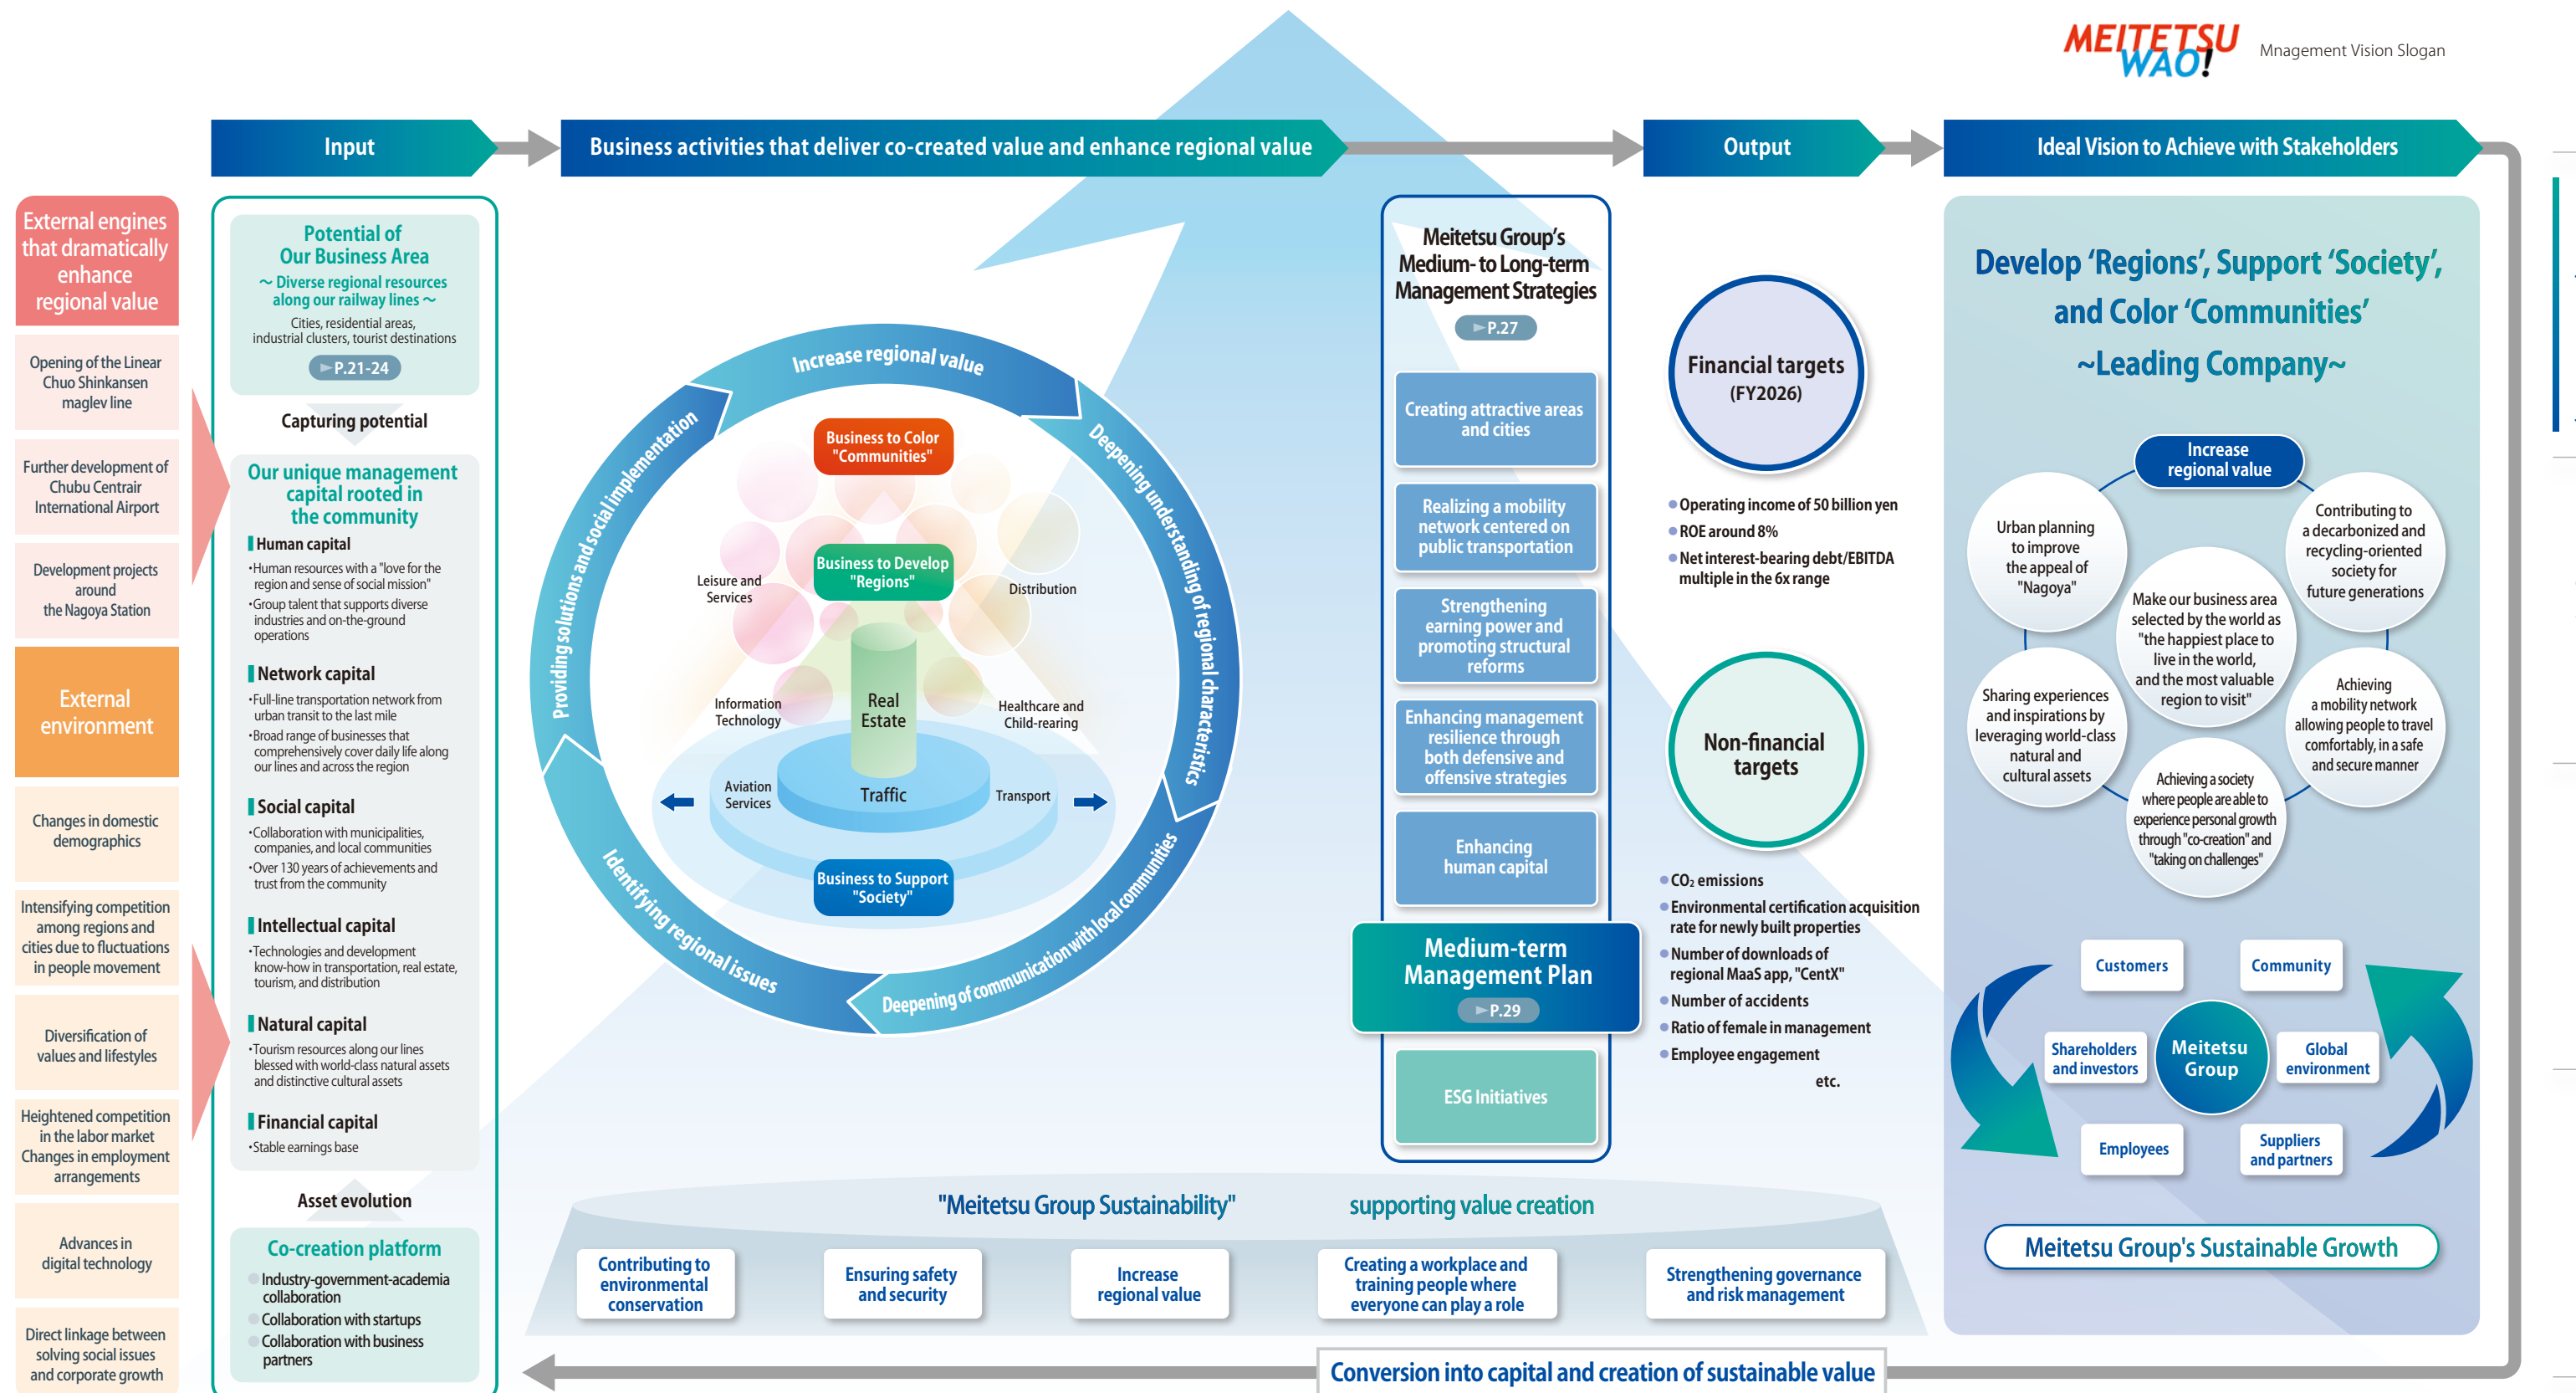 MEITETSU
WAO!
Mnagement Vision Slogan
Input
Business activities that deliver co-created value and enhance regional value
Output
Ideal Vision to Achieve with Stakeholders
External engines
that dramatically
enhance
regional value
Opening of the Linear
Chuo Shinkansen
maglev line
Further development of
Chubu Centrair
International Airport
Development projects
around
the Nagoya Station
External
environment
Changes in domestic
demographics
Intensifying competition
among regions and
cities due to fluctuations
in people movement
Diversification of
values and lifestyles
Heightened competition
in the labor market
Changes in employment
arrangements
Advances in
digital technology
Direct linkage between
solving social issues
and corporate growth
Potential of
Our Business Area
～ Diverse regional resources
along our railway lines ～
Cities, residential areas,
industrial clusters, tourist destinations
►P.21-24
Capturing potential
Our unique management
capital rooted in
the community
Human capital
・Human resources with a "love for the
region and sense of social mission"
・Group talent that supports diverse
industries and on-the-ground
operations
Network capital
・Full-line transportation network from
urban transit to the last mile
・Broad range of businesses that
comprehensively cover daily life along
our lines and across the region
Social capital
・Collaboration with municipalities,
companies, and local communities
・Over 130 years of achievements and
trust from the community
Intellectual capital
・Technologies and development
know-how in transportation, real estate,
tourism, and distribution
Natural capital
・Tourism resources along our lines
blessed with world-class natural assets
and distinctive cultural assets
Financial capital
・Stable earnings base
Asset evolution
Co-creation platform
● Industry-government-academia
collaboration
● Collaboration with startups
● Collaboration with business
partners
Increase regional value
Deepening understanding of regional characteristics
Deepening of communication with local communities
Identifying regional issues
Providing solutions and social implementation
Business to Color
"Communities"
Business to Develop
"Regions"
Leisure and
Services
Distribution
Information
Technology
Real
Estate
Healthcare and
Child-rearing
Aviation
Services
Traffic
Transport
Business to Support
"Society"
Meitetsu Group's
Medium- to Long-term
Management Strategies
►P.27
Creating attractive areas
and cities
Realizing a mobility
network centered on
public transportation
Strengthening
earning power and
promoting structural
reforms
Enhancing management
resilience through
both defensive and
offensive strategies
Enhancing
human capital
Medium-term
Management Plan
►P.29
ESG Initiatives
Financial targets
(FY2026)
● Operating income of 50 billion yen
● ROE around 8%
● Net interest-bearing debt/EBITDA
multiple in the 6x range
Non-financial
targets
● CO₂ emissions
● Environmental certification acquisition
rate for newly built properties
● Number of downloads of
regional MaaS app, "CentX"
● Number of accidents
● Ratio of female in management
● Employee engagement
etc.
Develop ‘Regions’, Support ‘Society’,
and Color ‘Communities’
~Leading Company~
Increase
regional value
Urban planning
to improve
the appeal of
"Nagoya"
Contributing to
a decarbonized and
recycling-oriented
society for
future generations
Make our business area
selected by the world as
"the happiest place to
live in the world,
and the most valuable
region to visit"
Sharing experiences
and inspirations by
leveraging world-class
natural and
cultural assets
Achieving
a mobility network
allowing people to travel
comfortably, in a safe
and secure manner
Achieving a society
where people are able to
experience personal growth
through "co-creation" and
"taking on challenges"
Customers
Community
Shareholders
and investors
Meitetsu
Group
Global
environment
Employees
Suppliers
and partners
Meitetsu Group's Sustainable Growth
"Meitetsu Group Sustainability" supporting value creation
Contributing to
environmental
conservation
Ensuring safety
and security
Increase
regional value
Creating a workplace and
training people where
everyone can play a role
Strengthening governance
and risk management
Conversion into capital and creation of sustainable value